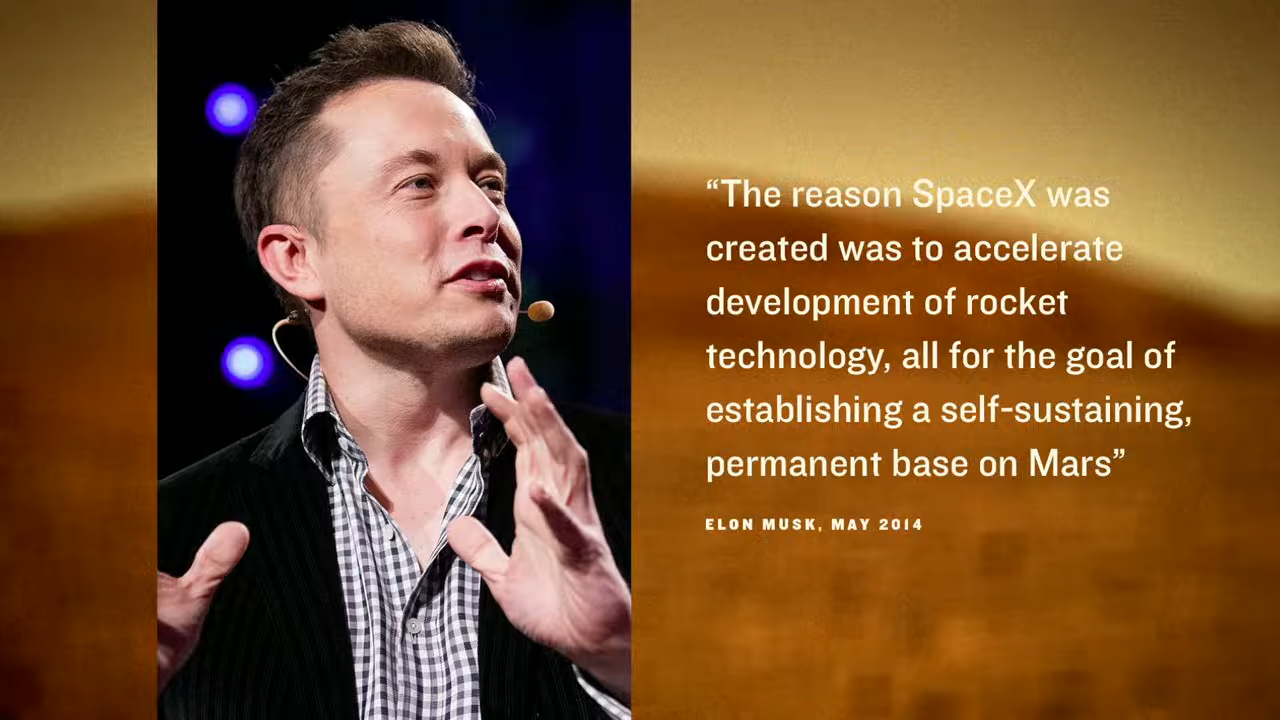 “The reason SpaceX was
created was to accelerate
development of rocket
technology, all for the goal of
establishing a self-sustaining,
permanent base on Mars”
ELON MUSK, MAY 2014